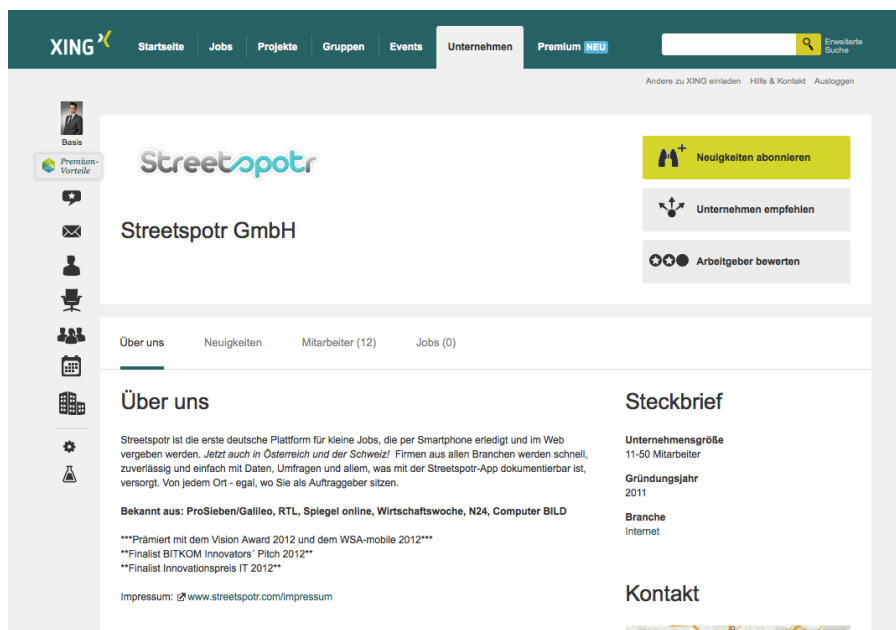 XING
Startseite
Jobs
Projekte
Gruppen
Events
Unternehmen
Premium NEU
Erweiterte
Suche
Andere zu XING einladen
Hilfe & Kontakt
Ausloggen
Basis
Premium-
Vorteile
Streetspotr
Streetspotr GmbH
Neuigkeiten abonnieren
Unternehmen empfehlen
Arbeitgeber bewerten
Über uns
Neuigkeiten
Mitarbeiter (12)
Jobs (0)
Über uns
Streetspotr ist die erste deutsche Plattform für kleine Jobs, die per Smartphone erledigt und im Web
vergeben werden. Jetzt auch in Österreich und der Schweiz! Firmen aus allen Branchen werden schnell,
zuverlässig und einfach mit Daten, Umfragen und allem, was mit der Streetspotr-App dokumentierbar ist,
versorgt. Von jedem Ort - egal, wo Sie als Auftraggeber sitzen.
Bekannt aus: ProSieben/Galileo, RTL, Spiegel online, Wirtschaftswoche, N24, Computer BILD
***Prämiert mit dem Vision Award 2012 und dem WSA-mobile 2012***
**Finalist BITKOM Innovators´ Pitch 2012**
**Finalist Innovationspreis IT 2012**
Impressum: www.streetspotr.com/impressum
Steckbrief
Unternehmensgröße
11-50 Mitarbeiter
Gründungsjahr
2011
Branche
Internet
Kontakt